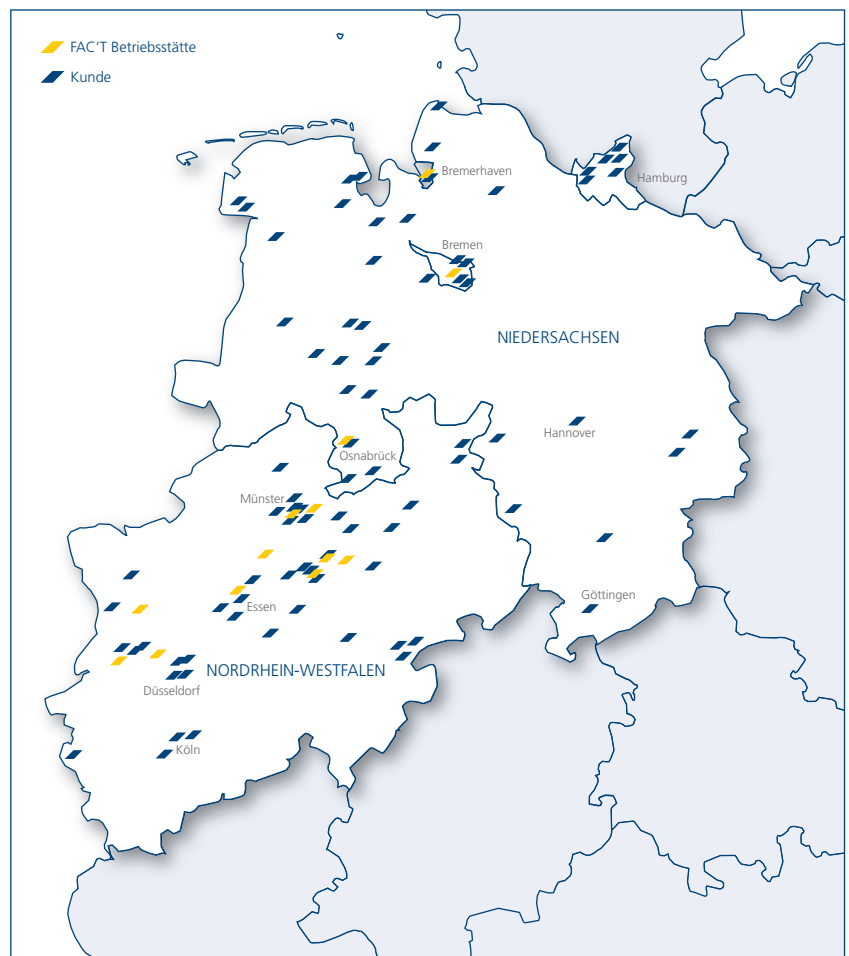 FAC'T Betriebsstätte
Kunde
Bremerhaven
Hamburg
Bremen
NIEDERSACHSEN
Hannover
Osnabrück
Münster
Göttingen
Essen
NORDRHEIN-WESTFALEN
Düsseldorf
Köln